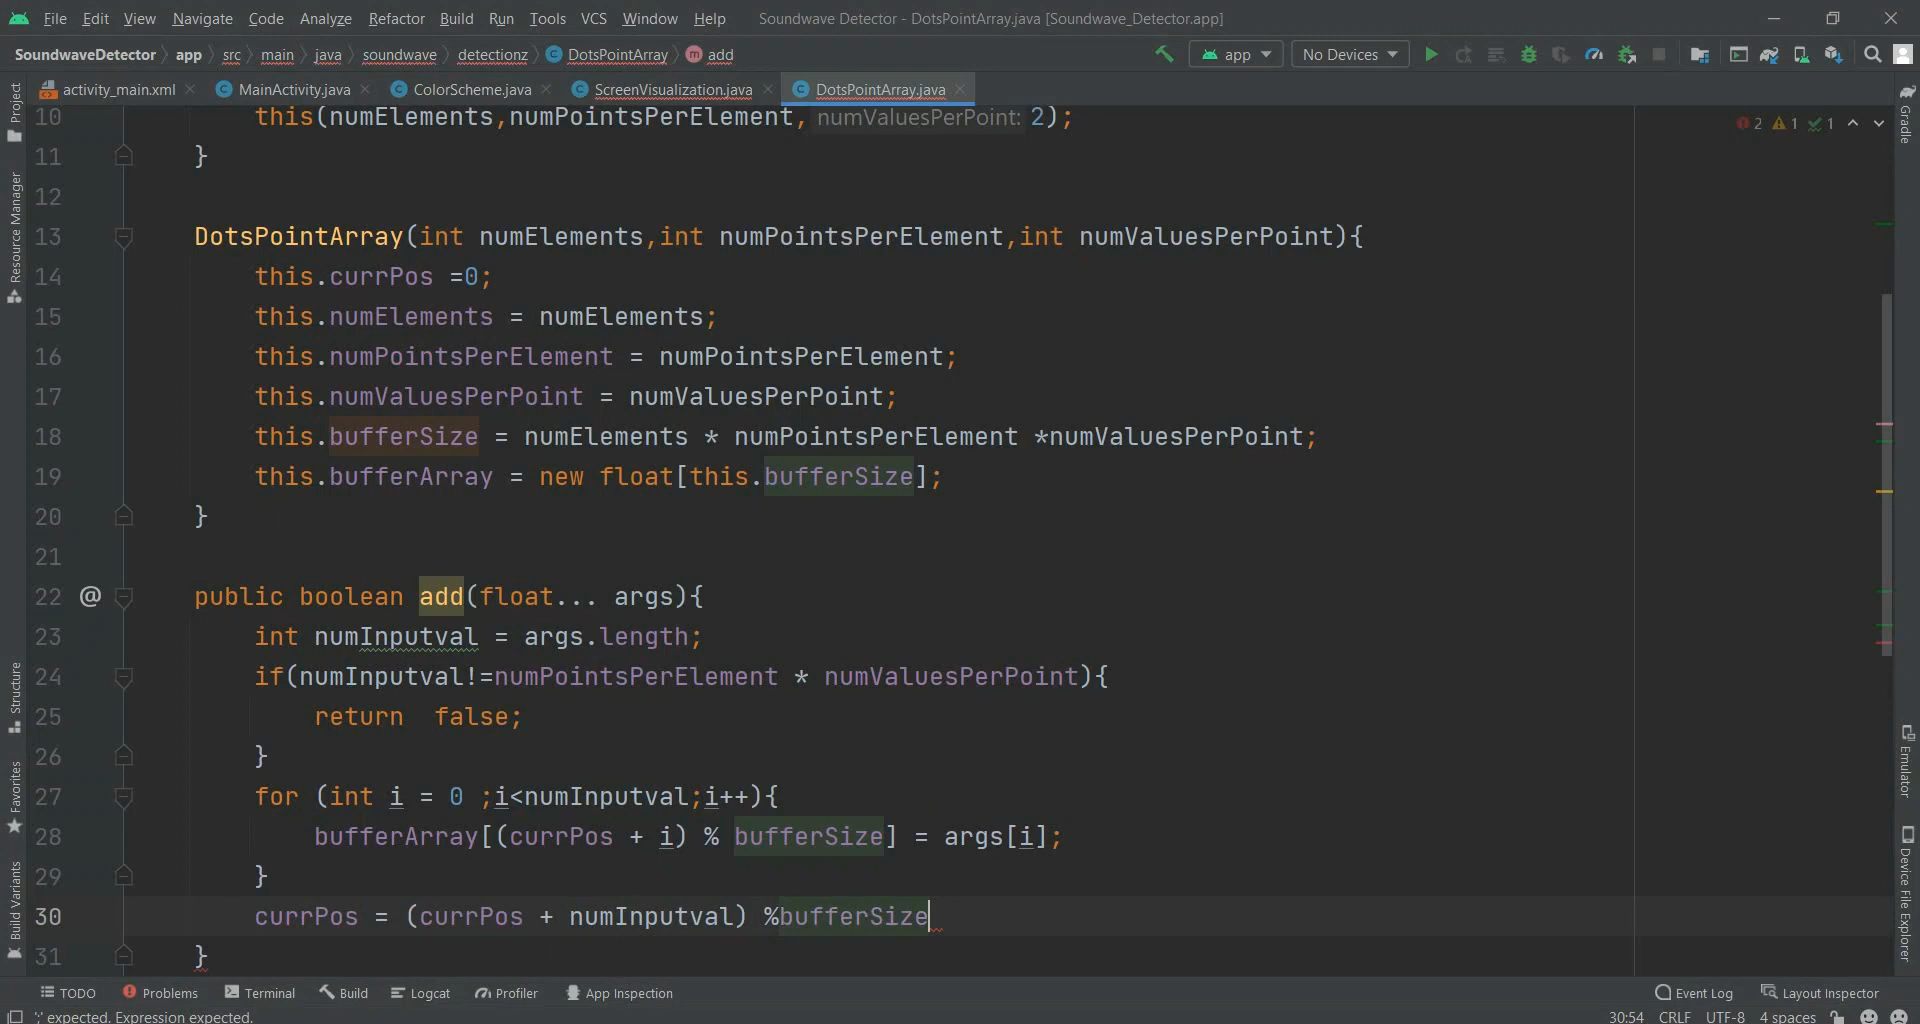 File Edit View Navigate Code Analyze Refactor Build Run Tools VCS Window Help Soundwave Detector - DotsPointArray.java [Soundwave_Detector.app]
SoundwaveDetector app src main java soundwave detectionz DotsPointArray add app No Devices
activity_main.xml MainActivity.java ColorScheme.java ScreenVisualization.java DotsPointArray.java
10 this(numElements,numPointsPerElement, numValuesPerPoint: 2);
2 1 1
11 }
12
13 DotsPointArray(int numElements,int numPointsPerElement,int numValuesPerPoint){
14 this.currPos =0;
15 this.numElements = numElements;
16 this.numPointsPerElement = numPointsPerElement;
17 this.numValuesPerPoint = numValuesPerPoint;
18 this.bufferSize = numElements * numPointsPerElement *numValuesPerPoint;
19 this.bufferArray = new float[this.bufferSize];
20 }
21
22 @ public boolean add(float... args){
23 int numInputval = args.length;
24 if(numInputval!=numPointsPerElement * numValuesPerPoint){
25 return  false;
26 }
27 for (int i = 0 ;i<numInputval;i++){
28 bufferArray[(currPos + i) % bufferSize] = args[i];
29 }
30 currPos = (currPos + numInputval) %bufferSize
31 }
Project
Resource Manager
Structure
Favorites
Build Variants
Gradle
Emulator
Device File Explorer
TODO Problems Terminal Build Logcat Profiler App Inspection Event Log Layout Inspector
';' expected. Expression expected. 30:54 CRLF UTF-8 4 spaces